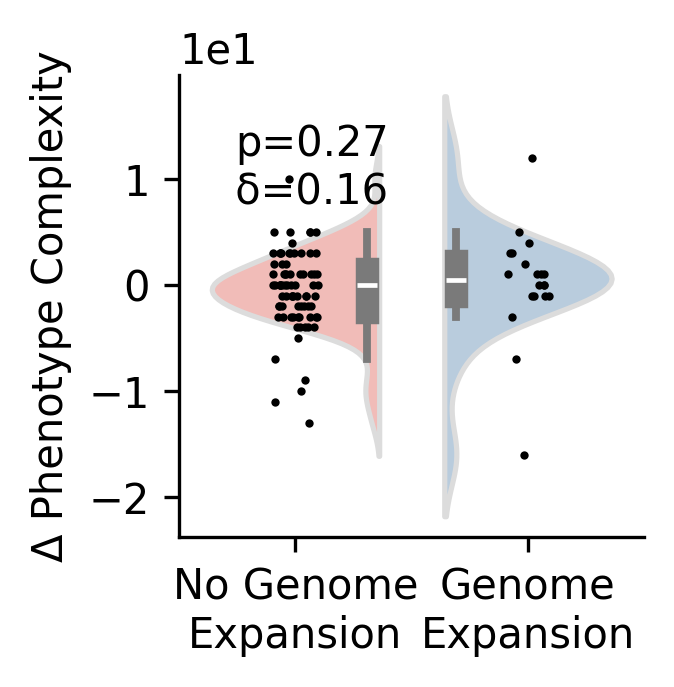 1e1
Δ Phenotype Complexity
p=0.27
δ=0.16
1
0
−1
−2
No Genome
Expansion
Genome
Expansion